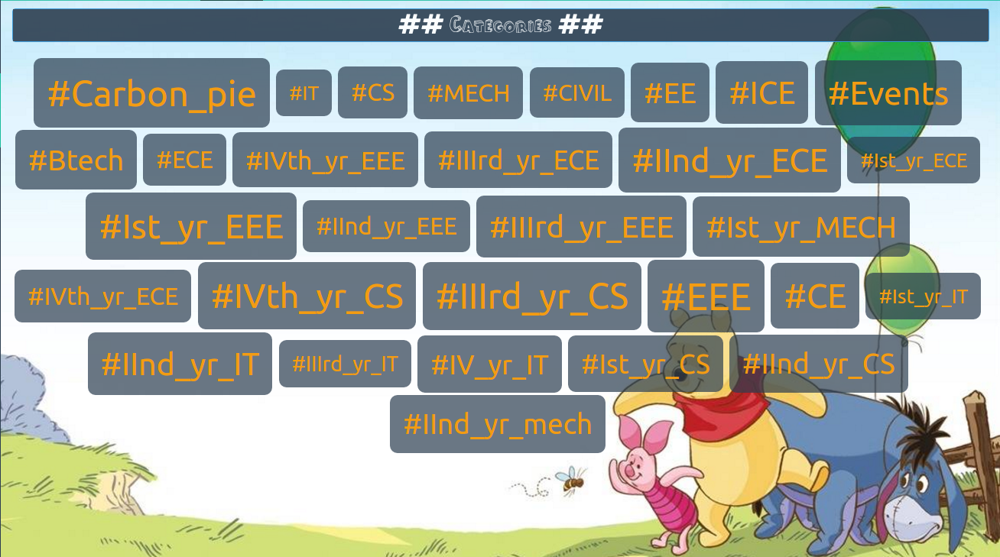 ## Categories ##
#Carbon_pie #IT #CS #MECH #CIVIL #EE #ICE #Events
#Btech #ECE #IVth_yr_EEE #IIIrd_yr_ECE #IInd_yr_ECE #Ist_yr_ECE
#Ist_yr_EEE #IInd_yr_EEE #IIIrd_yr_EEE #Ist_yr_MECH
#IVth_yr_ECE #IVth_yr_CS #IIIrd_yr_CS #EEE #CE #Ist_yr_IT
#IInd_yr_IT #IIIrd_yr_IT #IV_yr_IT #Ist_yr_CS #IInd_yr_CS
#IInd_yr_mech